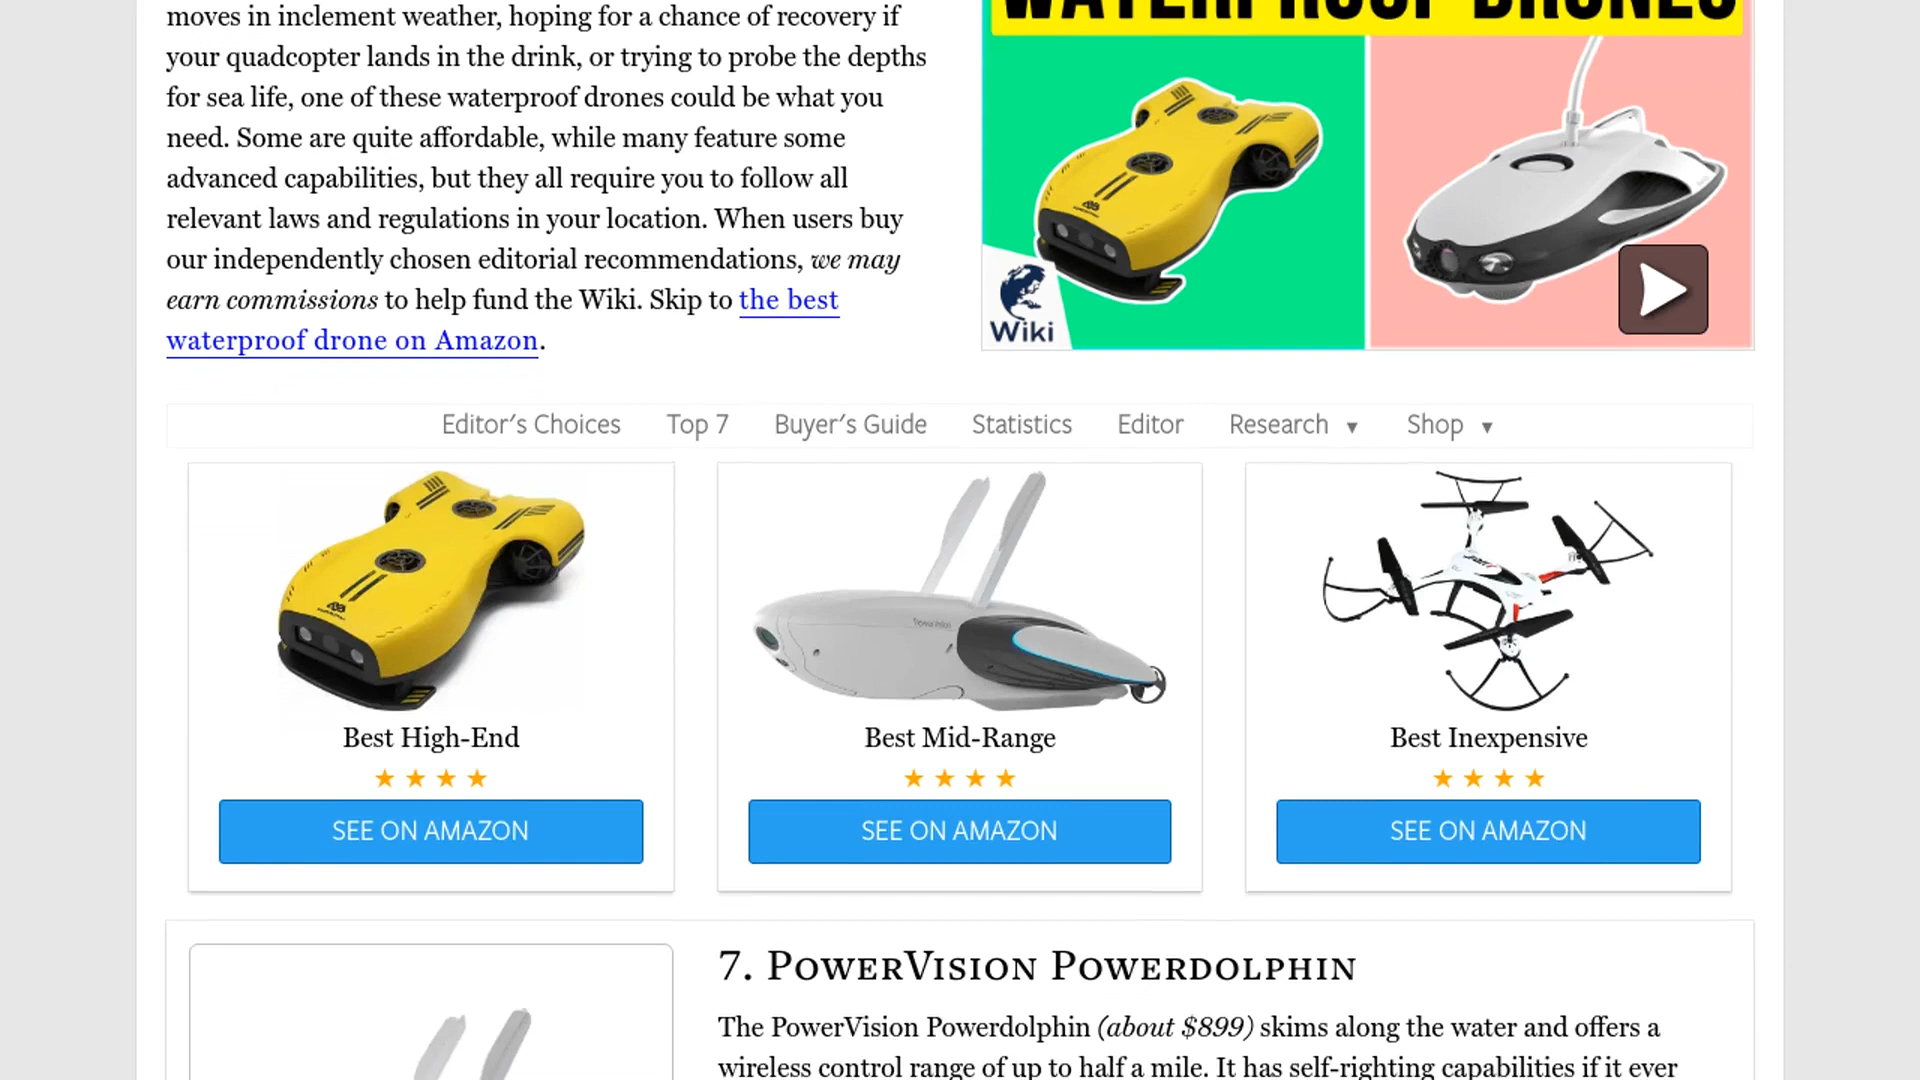 moves in inclement weather, hoping for a chance of recovery if
your quadcopter lands in the drink, or trying to probe the depths
for sea life, one of these waterproof drones could be what you
need. Some are quite affordable, while many feature some
advanced capabilities, but they all require you to follow all
relevant laws and regulations in your location. When users buy
our independently chosen editorial recommendations, we may
earn commissions to help fund the Wiki. Skip to the best
waterproof drone on Amazon.
WATERPROOF DRONES
Wiki
Editor's Choices Top 7 Buyer's Guide Statistics Editor Research ▼ Shop ▼
PowerVision
Best High-End
★ ★ ★ ★
SEE ON AMAZON
Best Mid-Range
★ ★ ★ ★
SEE ON AMAZON
Best Inexpensive
★ ★ ★ ★
SEE ON AMAZON
7. PowerVision Powerdolphin
The PowerVision Powerdolphin (about $899) skims along the water and offers a
wireless control range of up to half a mile. It has self-righting capabilities if it ever